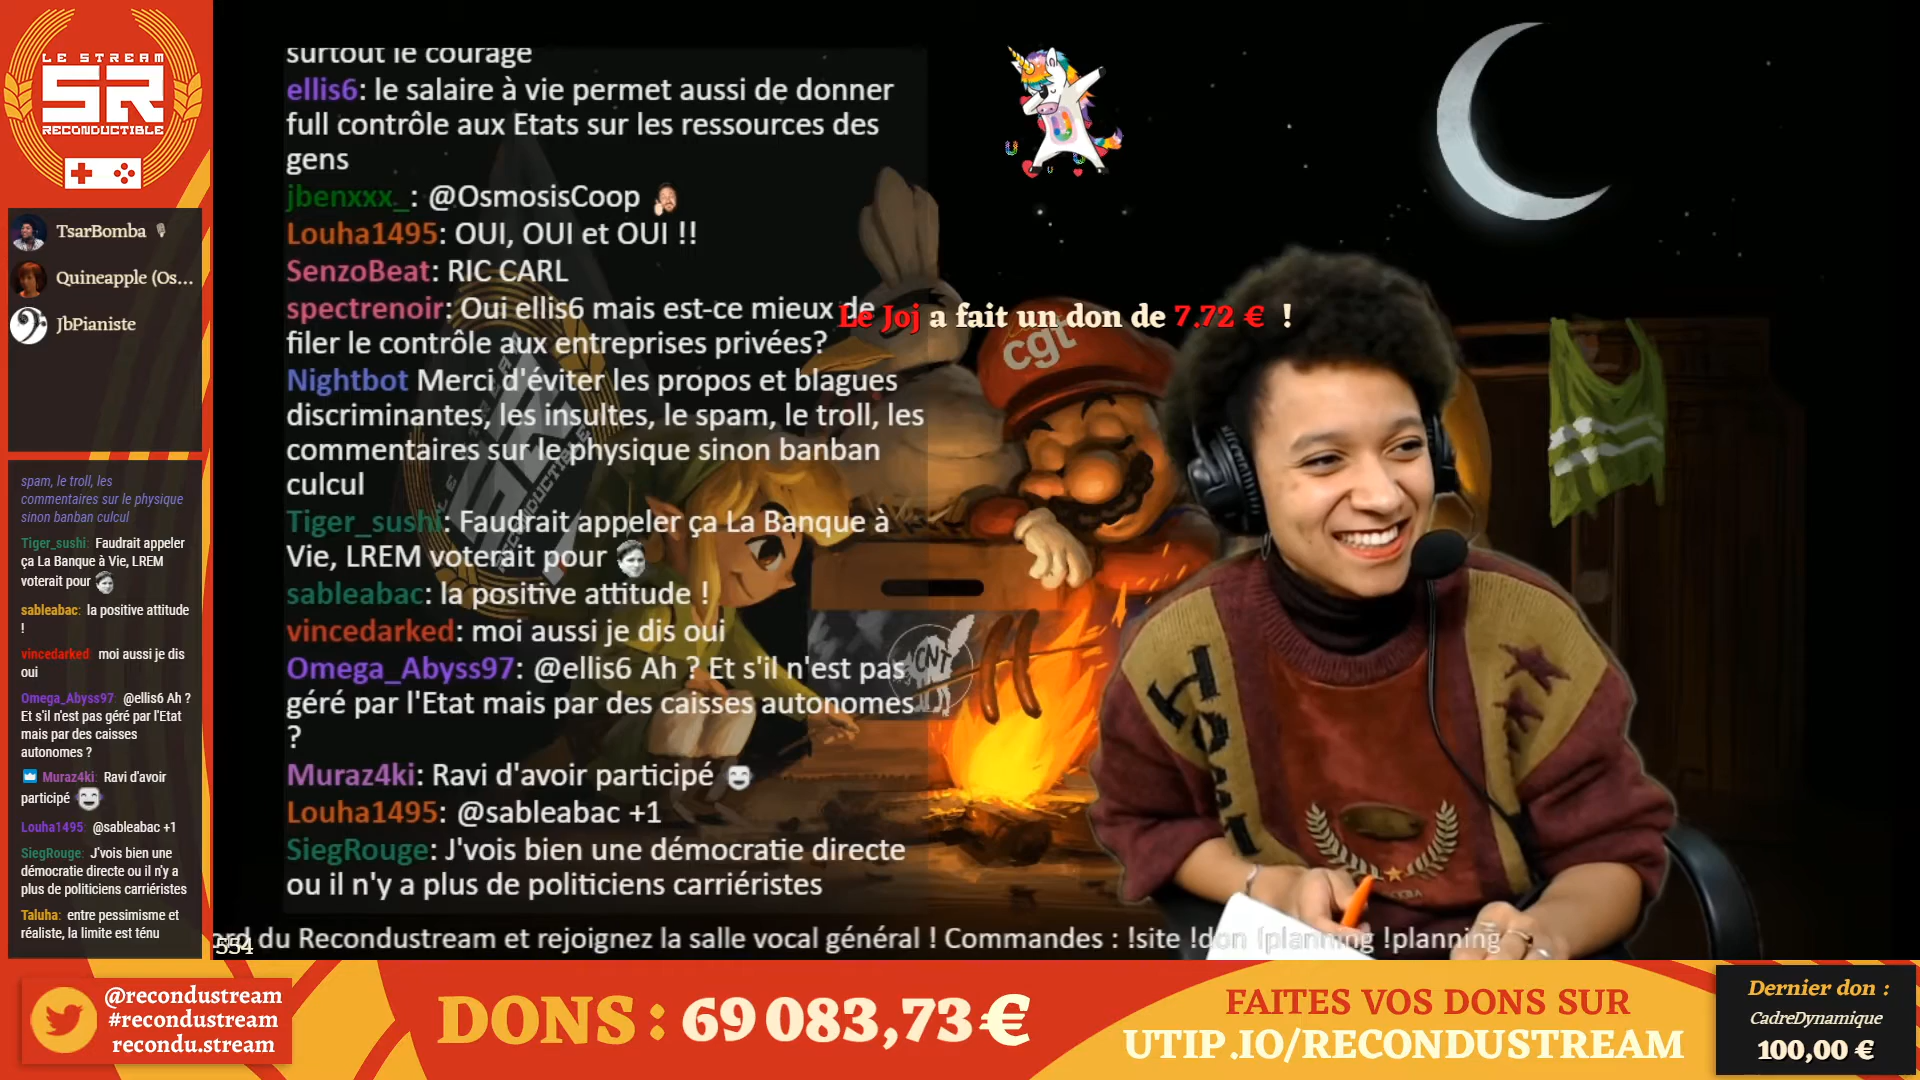 LE STREAM
SR
RECONDUCTIBLE
TsarBomba
Quineapple (Os...
JbPianiste
spam, le troll, les
commentaires sur le physique
sinon banban culcul
Tiger_sushi: Faudrait appeler
ça La Banque à Vie, LREM
voterait pour
sableabac: la positive attitude
!
vincedarked: moi aussi je dis
oui
Omega_Abyss97: @ellis6 Ah ?
Et s'il n'est pas géré par l'Etat
mais par des caisses
autonomes ?
Muraz4ki: Ravi d'avoir
participé
Louha1495: @sableabac +1
SiegRouge: J'vois bien une
démocratie directe ou il n'y a
plus de politiciens carriéristes
Taluha: entre pessimisme et
réaliste, la limite est ténu
surtout le courage
ellis6: le salaire à vie permet aussi de donner
full contrôle aux Etats sur les ressources des
gens
jbenxxx_: @OsmosisCoop
Louha1495: OUI, OUI et OUI !!
SenzoBeat: RIC CARL
spectrenoir: Oui ellis6 mais est-ce mieux de
filer le contrôle aux entreprises privées?
Nightbot Merci d'éviter les propos et blagues
discriminantes, les insultes, le spam, le troll, les
commentaires sur le physique sinon banban
culcul
Tiger_sushi: Faudrait appeler ça La Banque à
Vie, LREM voterait pour
sableabac: la positive attitude !
vincedarked: moi aussi je dis oui
Omega_Abyss97: @ellis6 Ah ? Et s'il n'est pas
géré par l'Etat mais par des caisses autonomes
?
Muraz4ki: Ravi d'avoir participé
Louha1495: @sableabac +1
SiegRouge: J'vois bien une démocratie directe
ou il n'y a plus de politiciens carriéristes
Le Joj a fait un don de 7.72 € !
cgt
CNT
554
du Recondustream et rejoignez la salle vocal général ! Commandes : !site !don !planning !planning
@recondustream
#recondustream
recondu.stream
DONS : 69 083,73 €
FAITES VOS DONS SUR
UTIP.IO/RECONDUSTREAM
Dernier don :
CadreDynamique
100,00 €